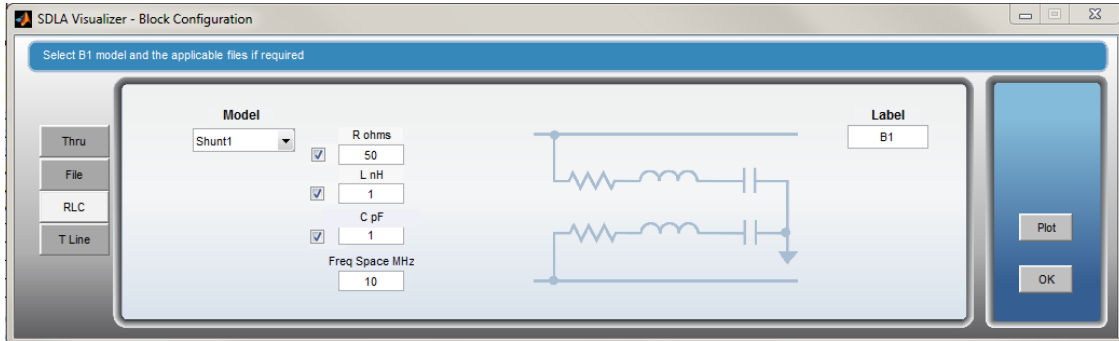 SDLA Visualizer - Block Configuration
Select B1 model and the applicable files if required
Thru
File
RLC
T Line
Model
Shunt1
R ohms
50
L nH
1
C pF
1
Freq Space MHz
10
Label
B1
Plot
OK